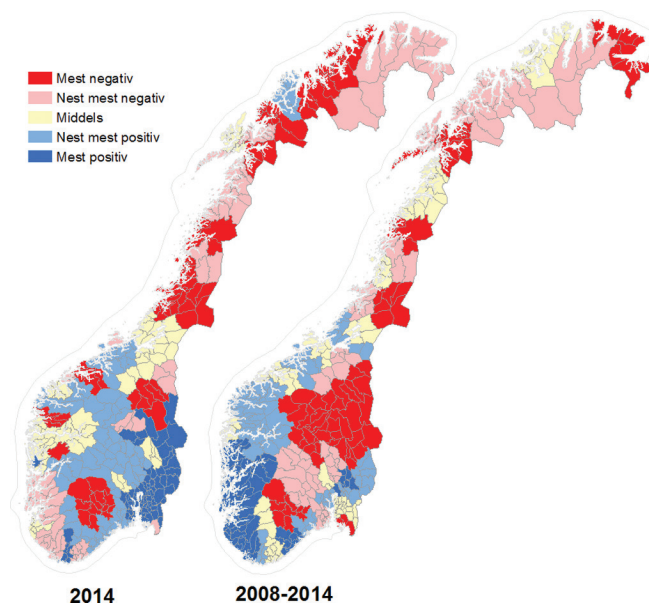 Mest negativ
Nest mest negativ
Middels
Nest mest positiv
Mest positiv
2014
2008-2014